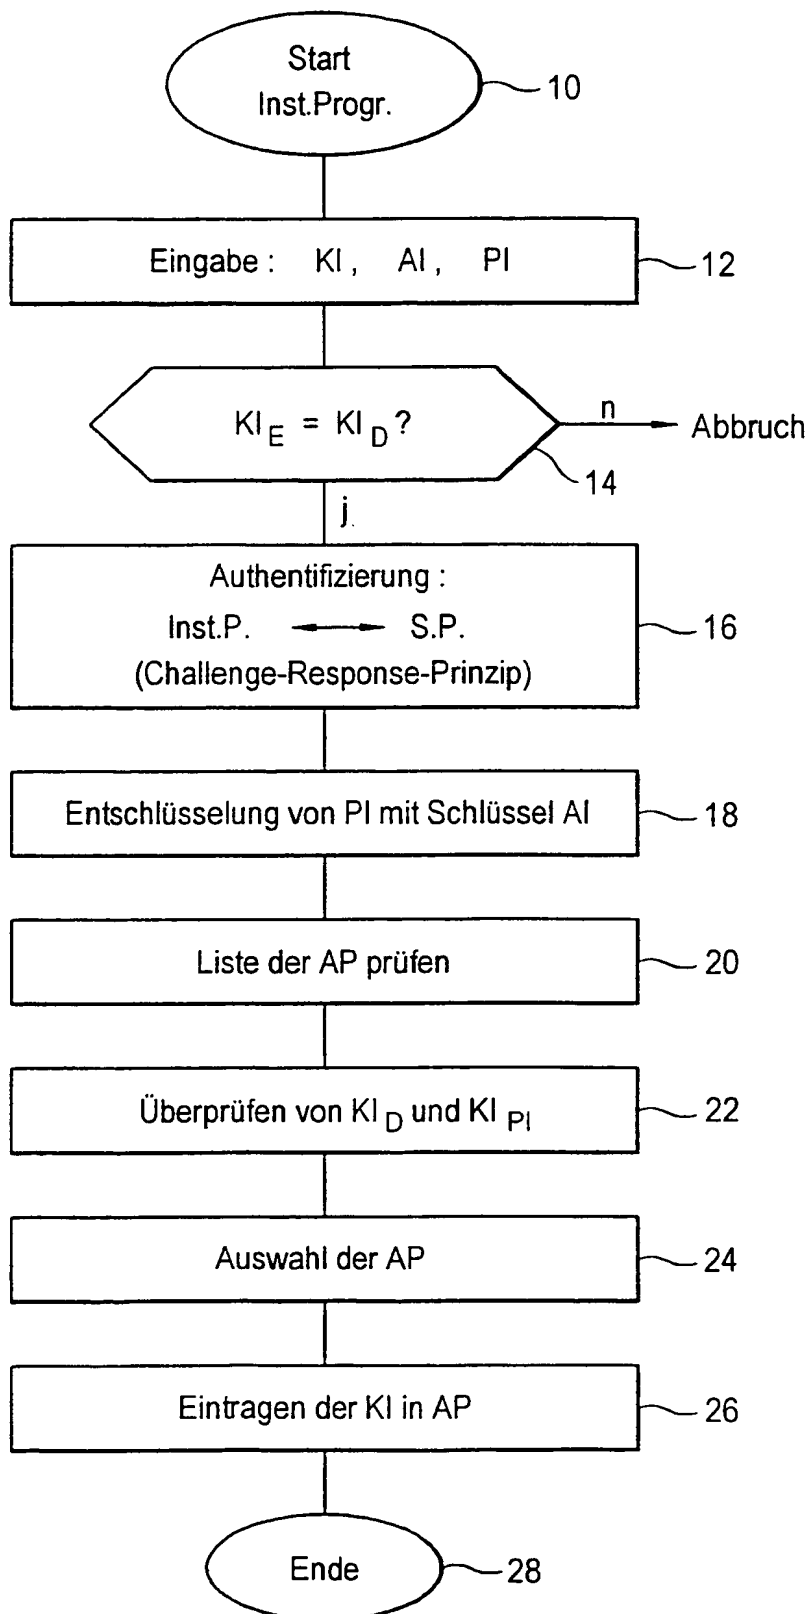 Start
Inst.Progr.
10
Eingabe : KI , AI , PI
12
KI E = KI D ?
n
Abbruch
14
j
Authentifizierung :
Inst.P. ↔ S.P.
(Challenge-Response-Prinzip)
16
Entschlüsselung von PI mit Schlüssel AI
18
Liste der AP prüfen
20
Überprüfen von KI D und KI PI
22
Auswahl der AP
24
Eintragen der KI in AP
26
Ende
28